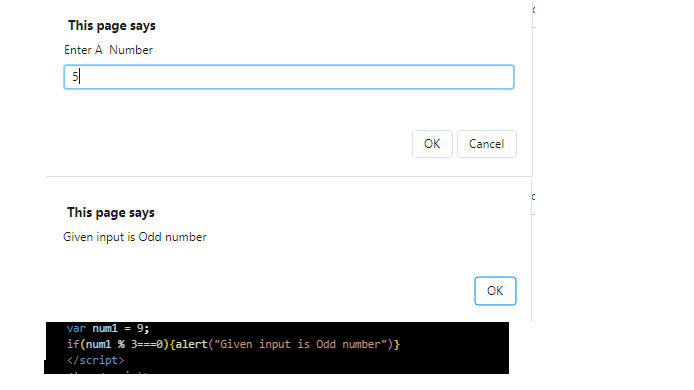 This page says
Enter A  Number
5
OK
Cancel
This page says
Given input is Odd number
OK
var num1 = 9;
if(num1 % 3===0){alert("Given input is Odd number")}
</script>